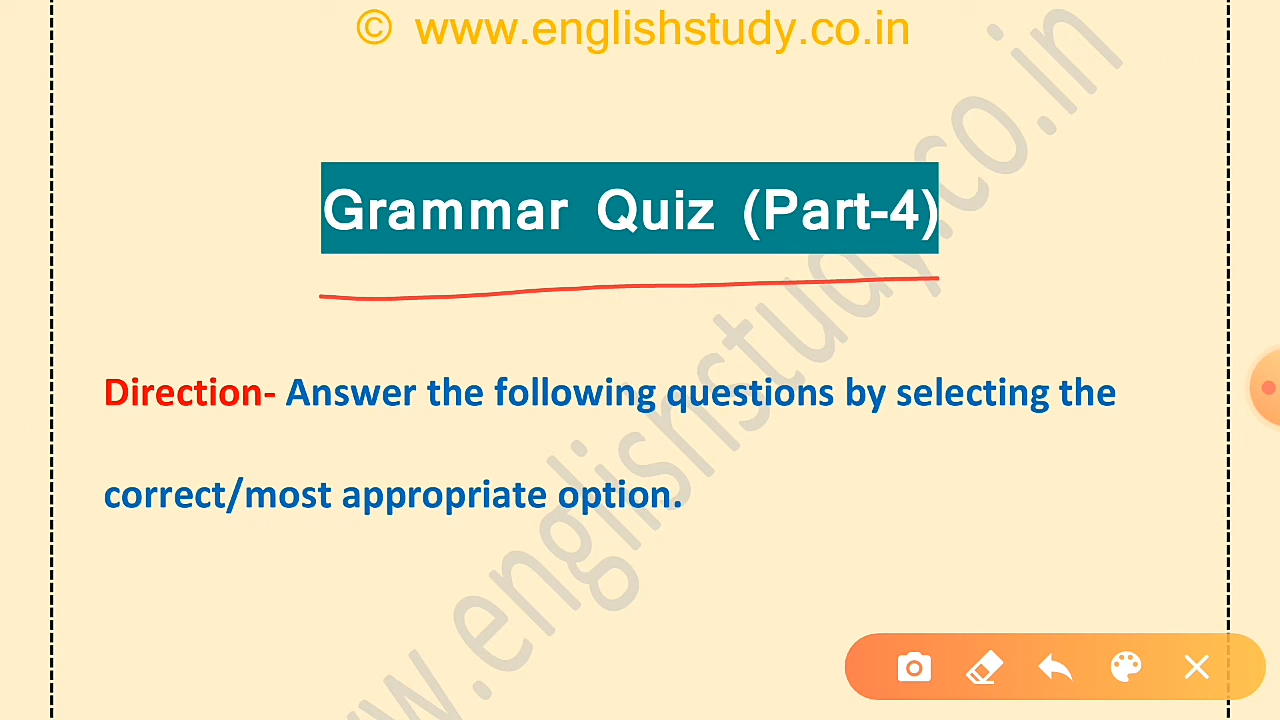 © www.englishstudy.co.in
Grammar Quiz (Part-4)
Direction- Answer the following questions by selecting the
correct/most appropriate option.
www.englishstudy.co.in